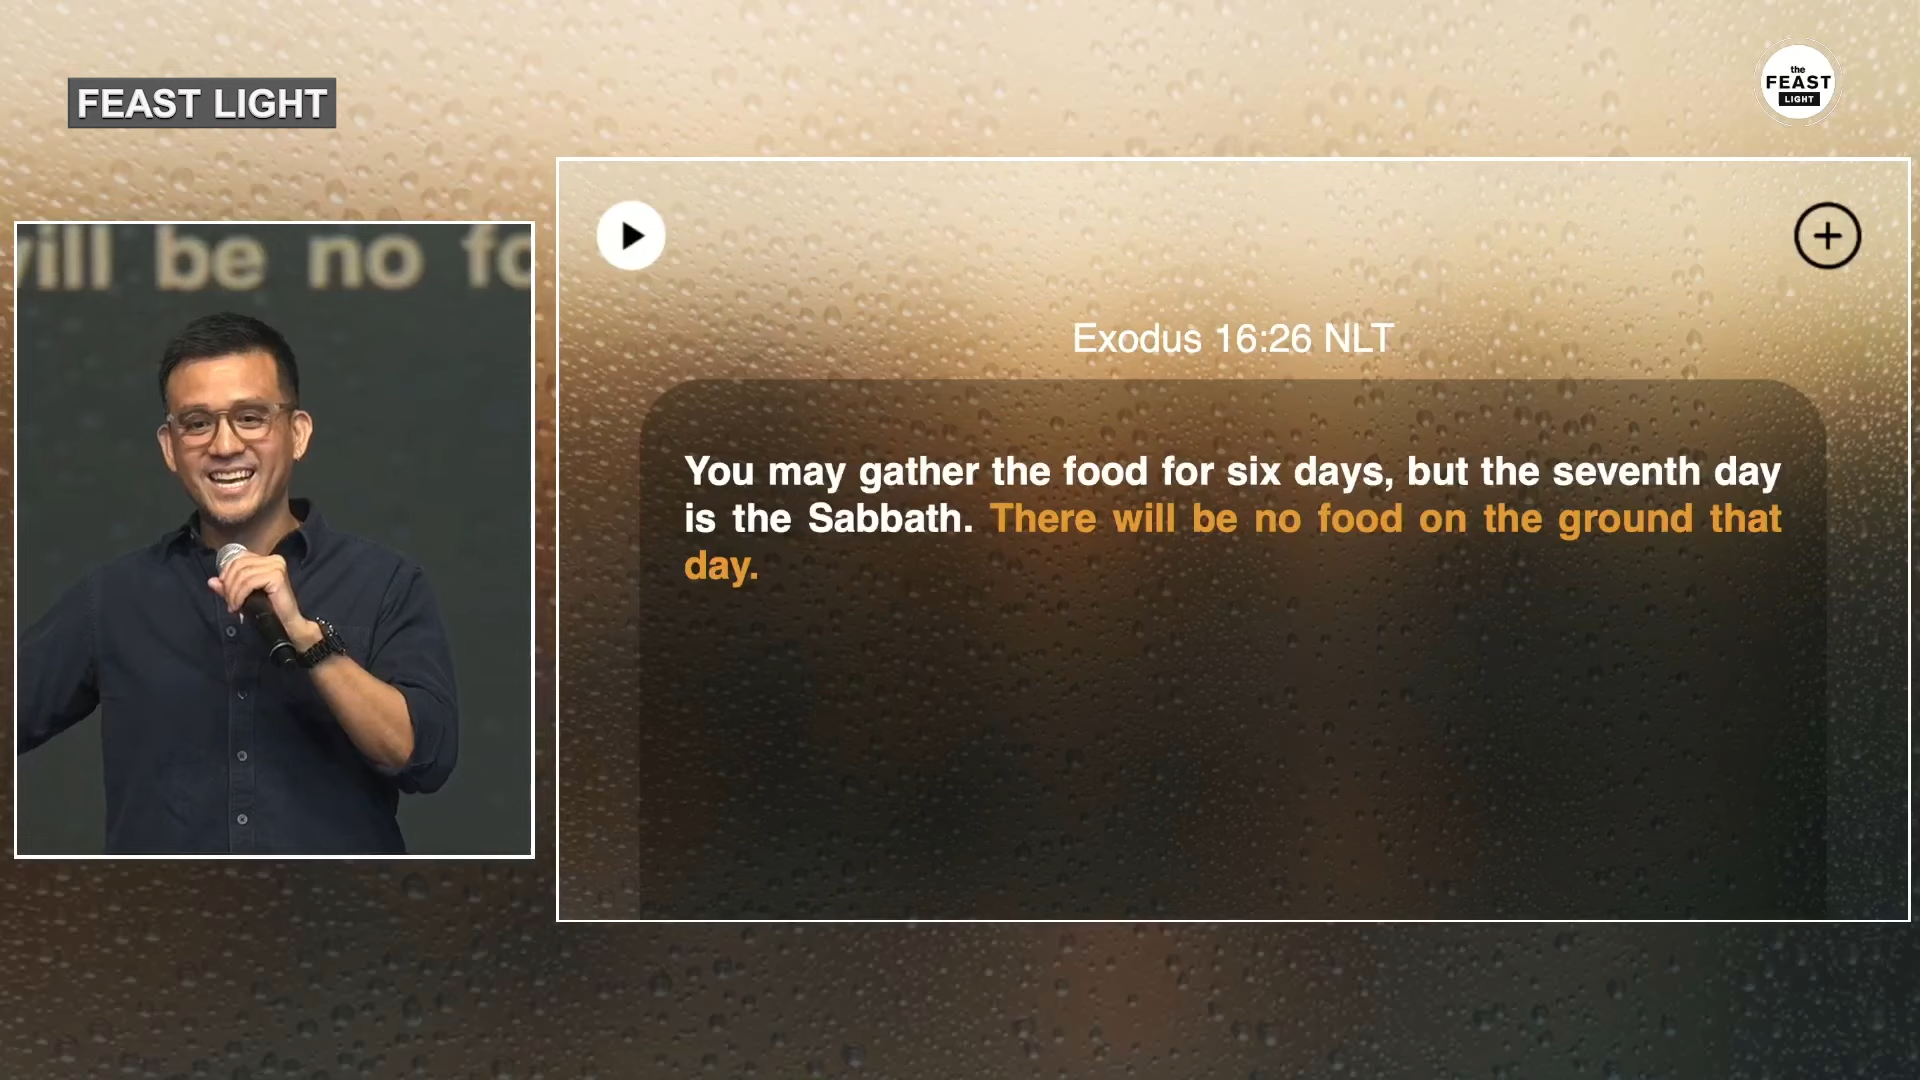 FEAST LIGHT
the
FEAST
LIGHT
will be no fo
Exodus 16:26 NLT
You may gather the food for six days, but the seventh day
is the Sabbath. There will be no food on the ground that
day.